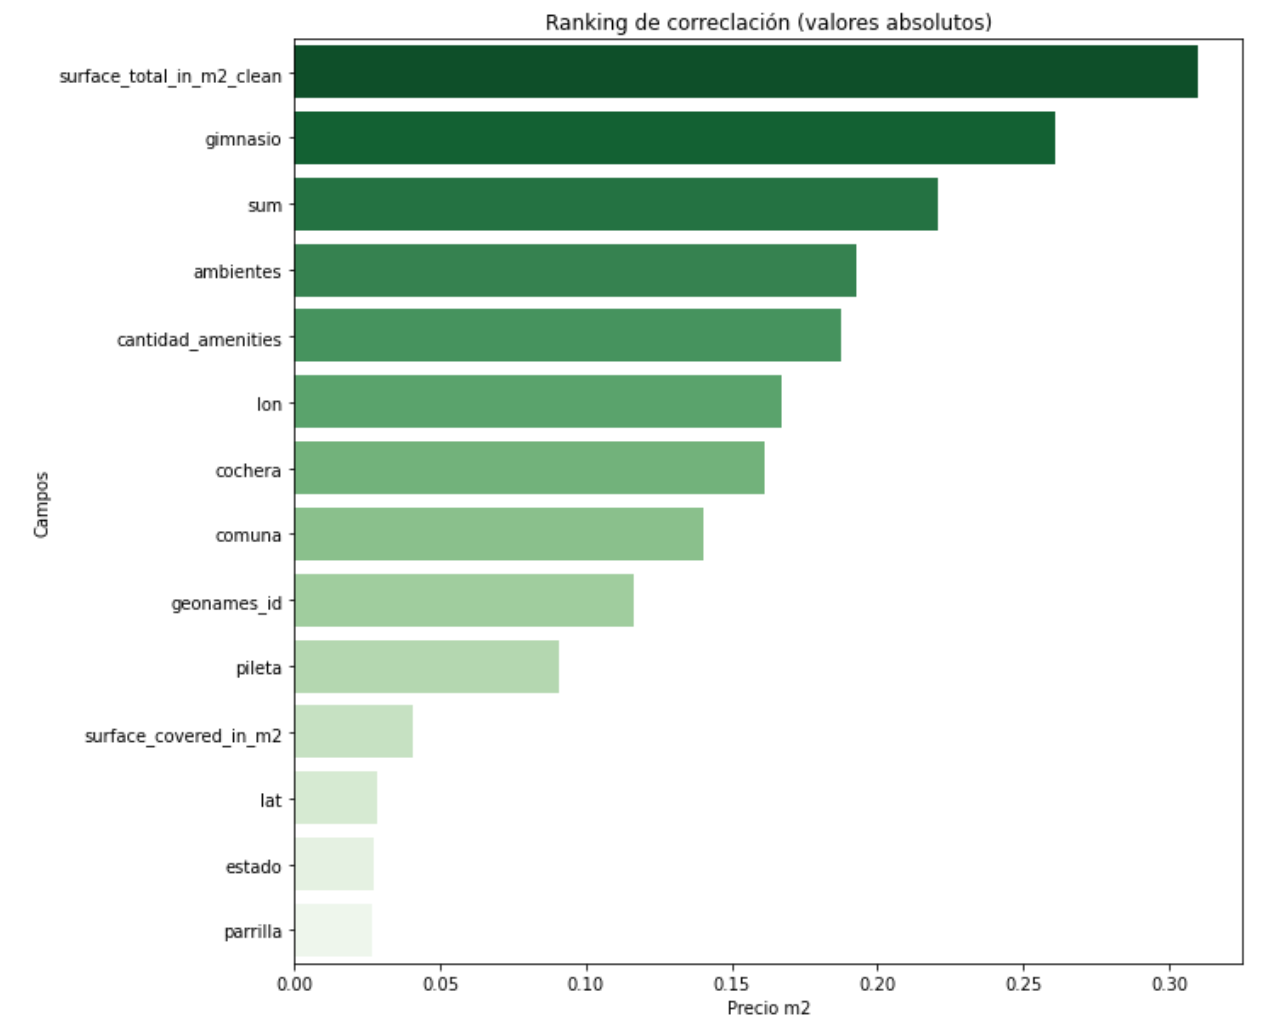 Ranking de correclación (valores absolutos)
surface_total_in_m2_clean
gimnasio
sum
ambientes
cantidad_amenities
lon
cochera
comuna
geonames_id
pileta
surface_covered_in_m2
lat
estado
parrilla
Campos
0.00 0.05 0.10 0.15 0.20 0.25 0.30
Precio m2